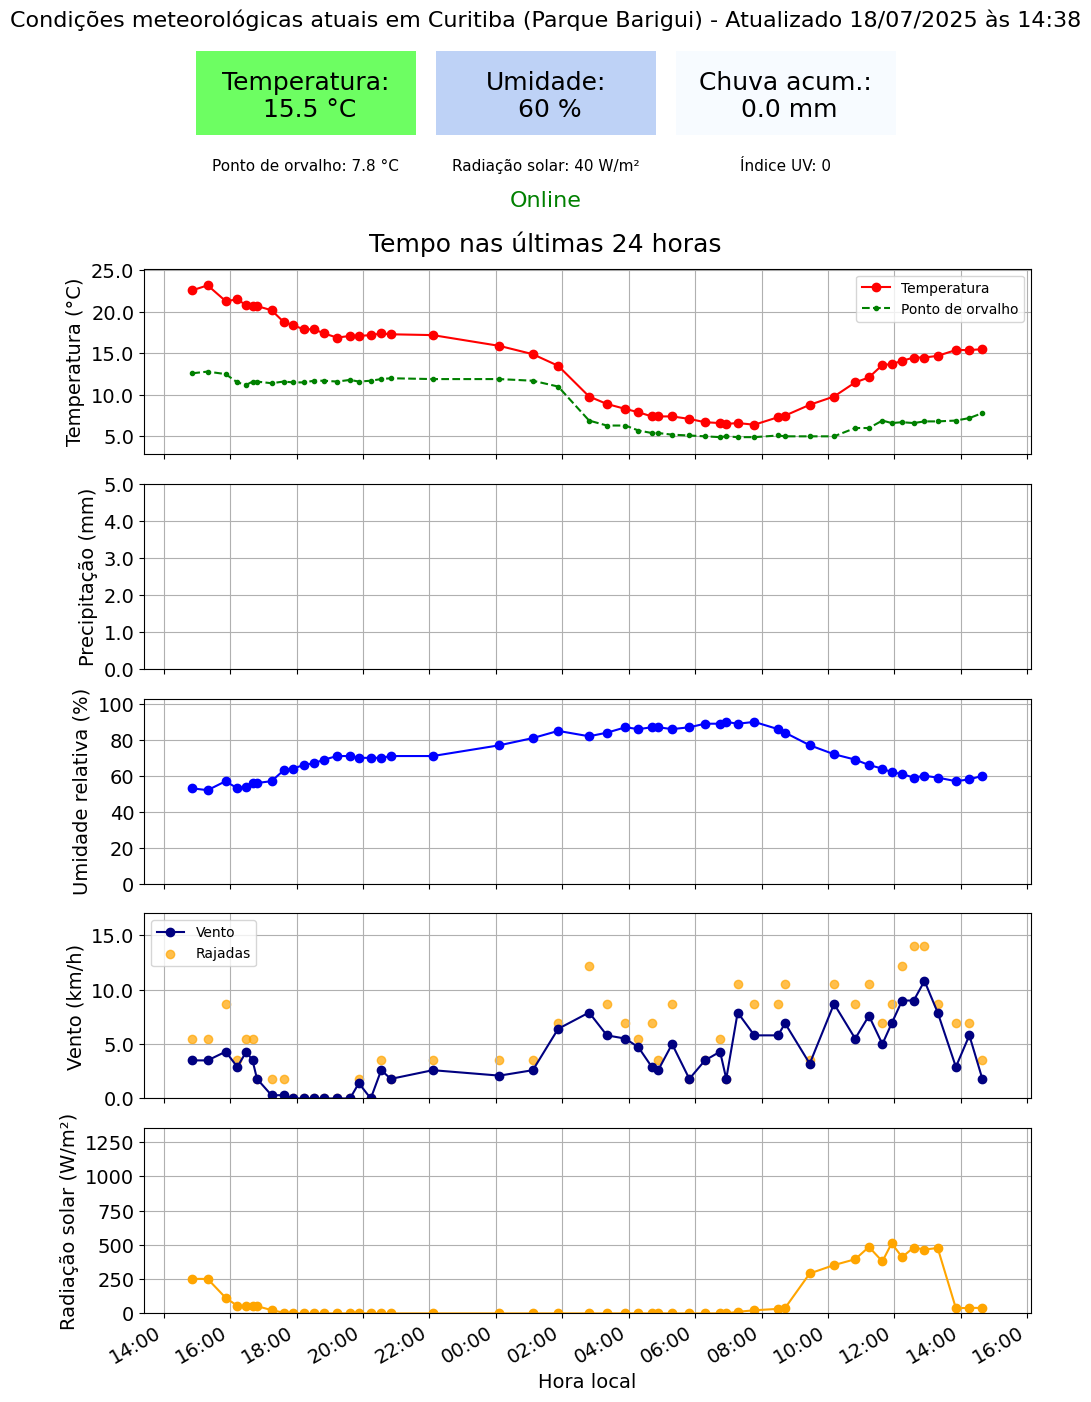 Condições meteorológicas atuais em Curitiba (Parque Barigui) - Atualizado 18/07/2025 às 14:38
Temperatura:
15.5 °C
Umidade:
60 %
Chuva acum.:
0.0 mm
Ponto de orvalho: 7.8 °C
Radiação solar: 40 W/m²
Índice UV: 0
Online
Tempo nas últimas 24 horas
Temperatura (°C)
25.0
20.0
15.0
10.0
5.0
Temperatura
Ponto de orvalho
Precipitação (mm)
5.0
4.0
3.0
2.0
1.0
0.0
Umidade relativa (%)
100
80
60
40
20
0
Vento (km/h)
15.0
10.0
5.0
0.0
Vento
Rajadas
Radiação solar (W/m²)
1250
1000
750
500
250
0
14:00
16:00
18:00
20:00
22:00
00:00
02:00
04:00
06:00
08:00
10:00
12:00
14:00
16:00
Hora local